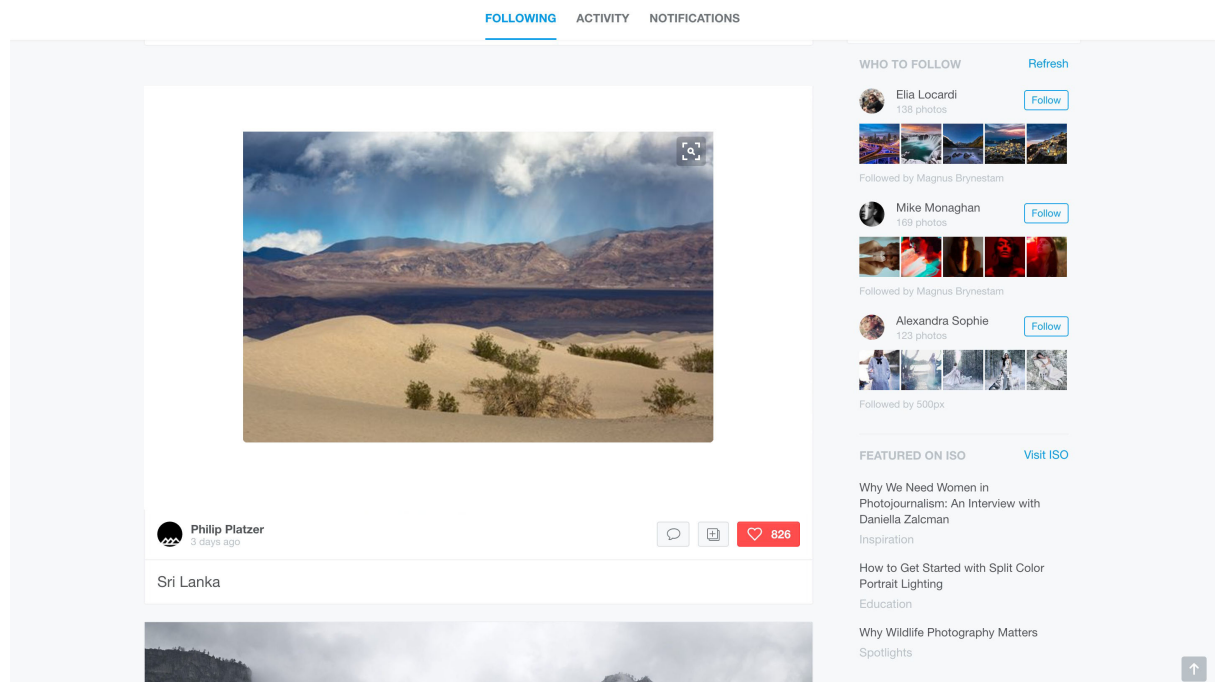 FOLLOWING ACTIVITY NOTIFICATIONS
Philip Platzer
3 days ago
826
Sri Lanka
WHO TO FOLLOW Refresh
Elia Locardi
138 photos
Follow
Followed by Magnus Brynestam
Mike Monaghan
169 photos
Follow
Followed by Magnus Brynestam
Alexandra Sophie
123 photos
Follow
Followed by 500px
FEATURED ON ISO Visit ISO
Why We Need Women in
Photojournalism: An Interview with
Daniella Zalcman
Inspiration
How to Get Started with Split Color
Portrait Lighting
Education
Why Wildlife Photography Matters
Spotlights